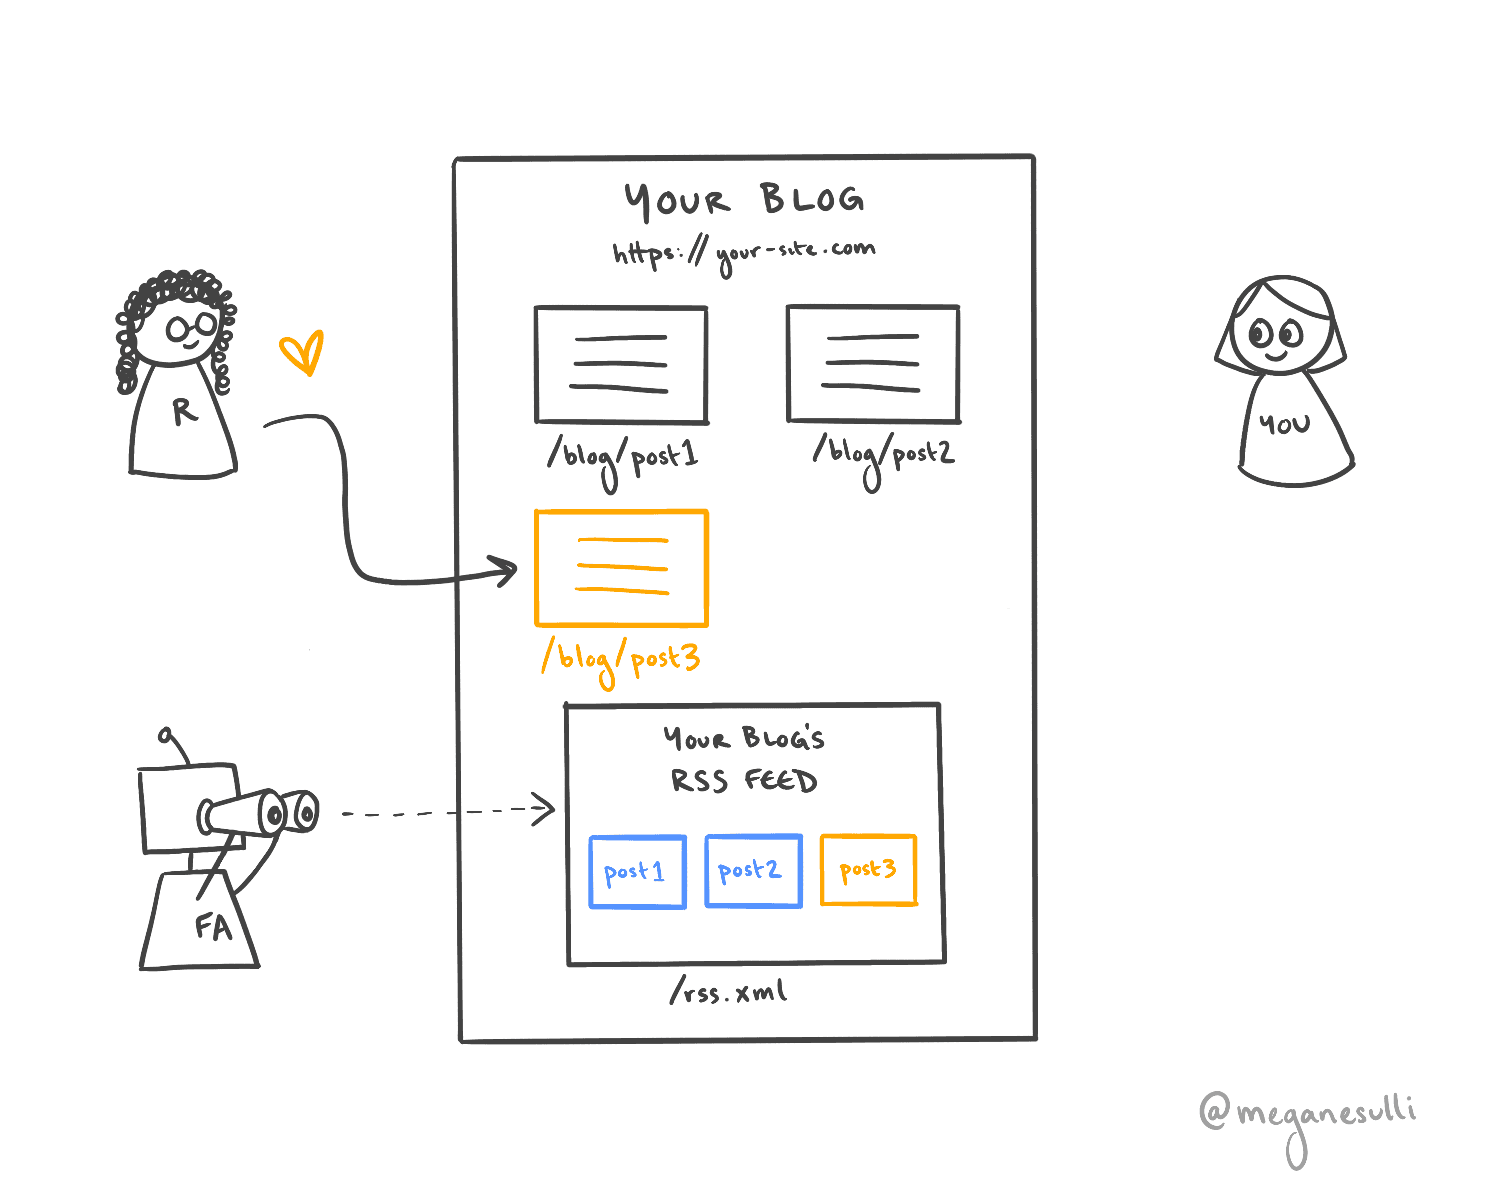 YOUR BLOG
https://your-site.com
R
YOU
/blog/post1
/blog/post2
/blog/post3
YOUR BLOG'S
RSS FEED
post1
post2
post3
FA
/rss.xml
@meganesulli